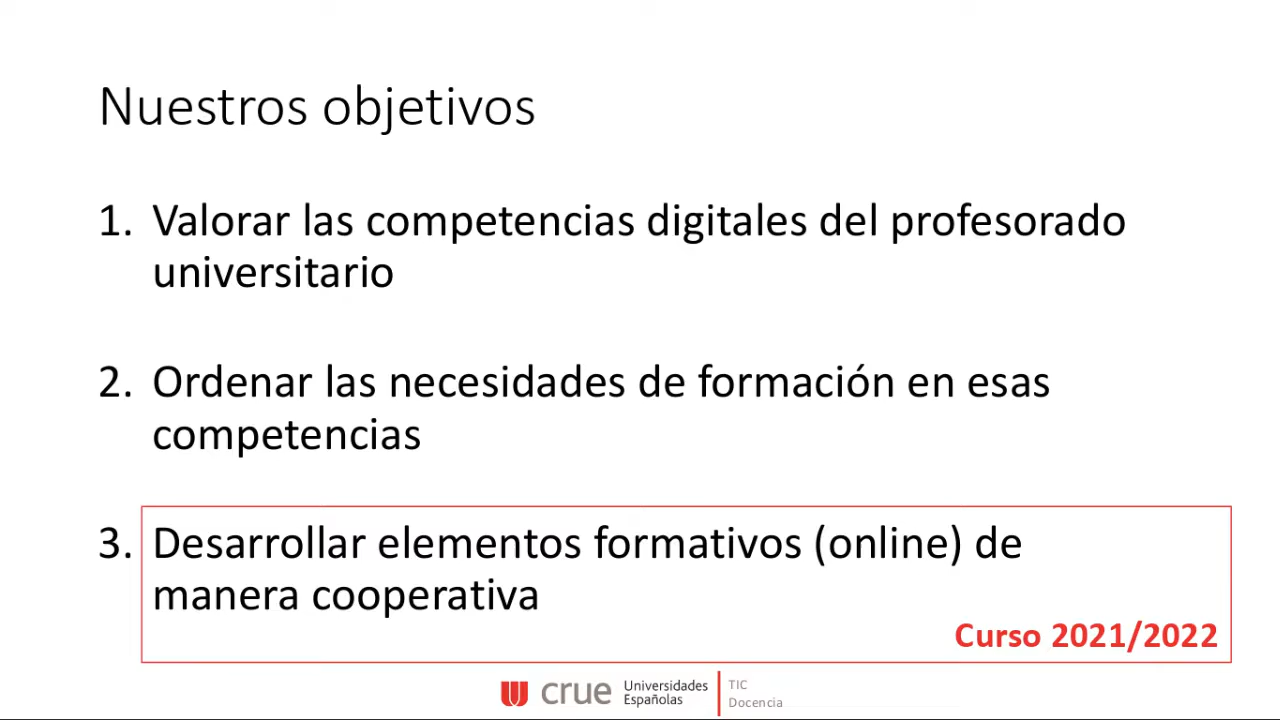 Nuestros objetivos
1. Valorar las competencias digitales del profesorado
universitario
2. Ordenar las necesidades de formación en esas
competencias
3. Desarrollar elementos formativos (online) de
manera cooperativa
Curso 2021/2022
crue Universidades
Españolas
TIC
Docencia